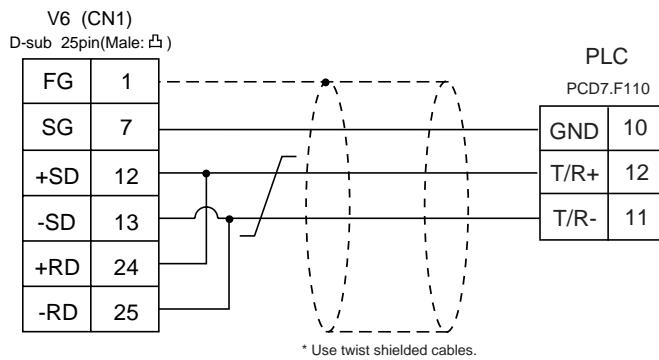 V6 (CN1)
D-sub 25pin(Male: )
FG 1
SG 7
+SD 12
-SD 13
+RD 24
-RD 25
PLC
PCD7.F110
GND 10
T/R+ 12
T/R- 11
* Use twist shielded cables.